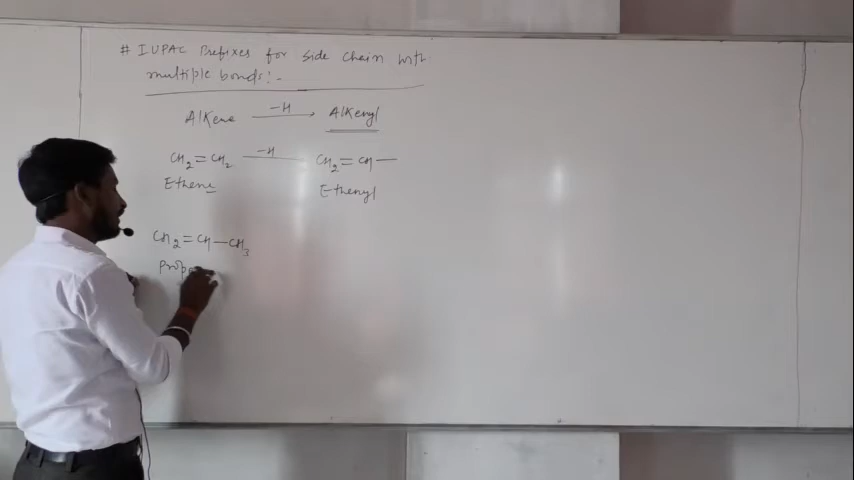 # IUPAC Prefixes for side chain with
multiple bonds:-
Alkene —-H→ Alkenyl
CH2=CH2 —-H— CH2=CH—
Ethene Ethenyl
CH2=CH—CH3
Prop